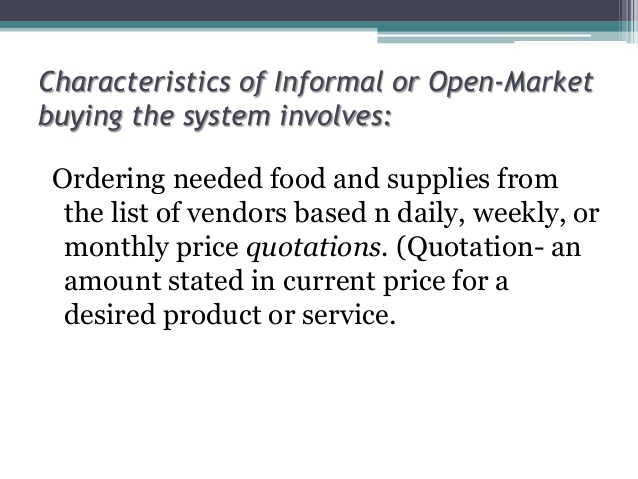 Characteristics of Informal or Open-Market
buying the system involves:
Ordering needed food and supplies from
the list of vendors based n daily, weekly, or
monthly price quotations. (Quotation- an
amount stated in current price for a
desired product or service.